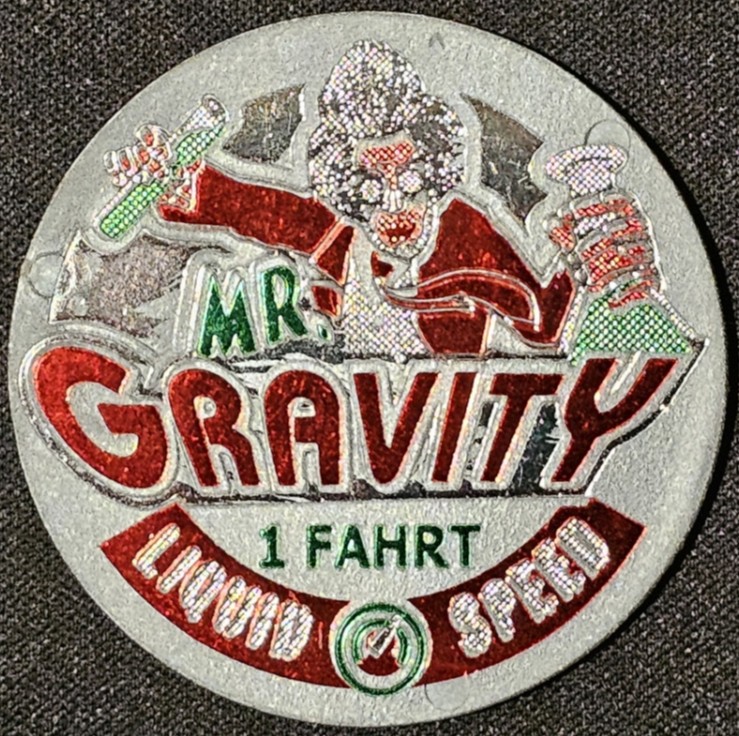 MR.
GRAVITY
1 FAHRT
LIQUID SPEED